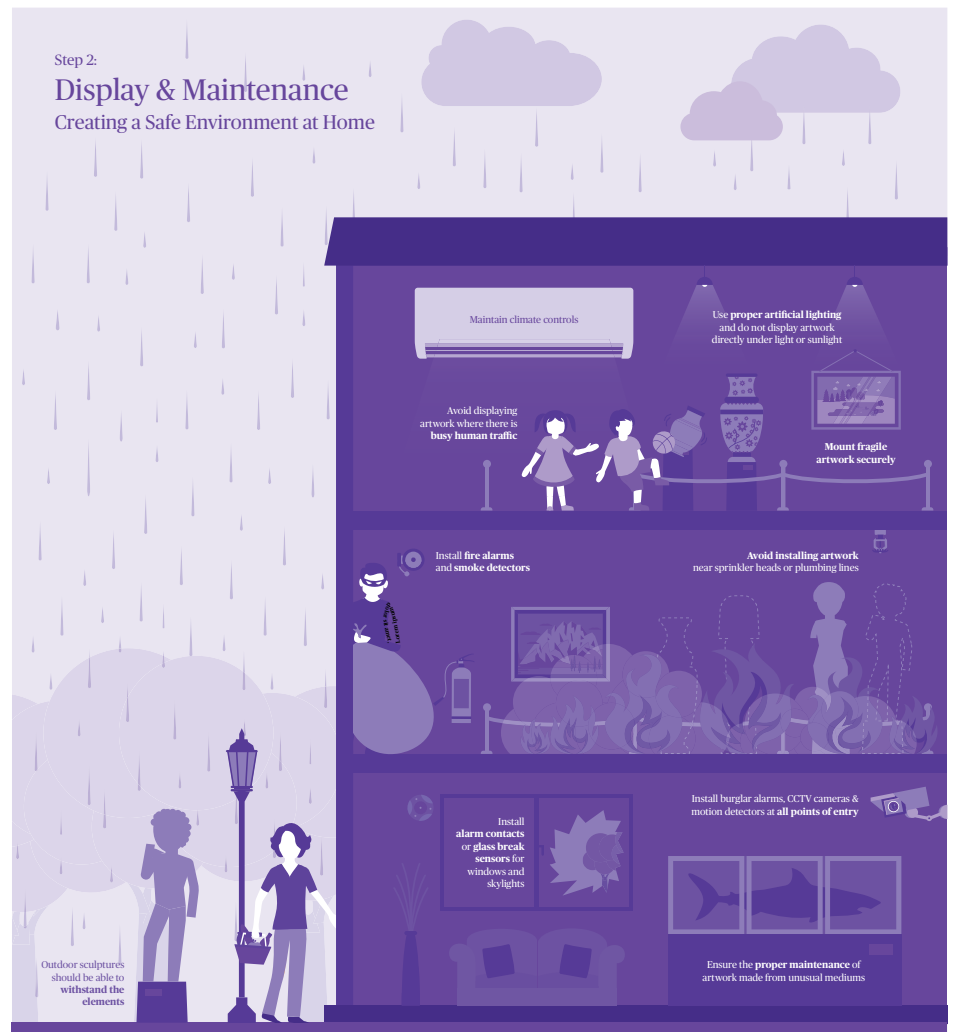 Step 2:
Display & Maintenance
Creating a Safe Environment at Home
Maintain climate controls
Use proper artificial lighting
and do not display artwork
directly under light or sunlight
Avoid displaying
artwork where there is
busy human traffic
Mount fragile
artwork securely
Install fire alarms
and smoke detectors
Avoid installing artwork
near sprinkler heads or plumbing lines
Install
alarm contacts
or glass break
sensors for
windows and
skylights
Install burglar alarms, CCTV cameras &
motion detectors at all points of entry
Ensure the proper maintenance of
artwork made from unusual mediums
Outdoor sculptures
should be able to
withstand the
elements